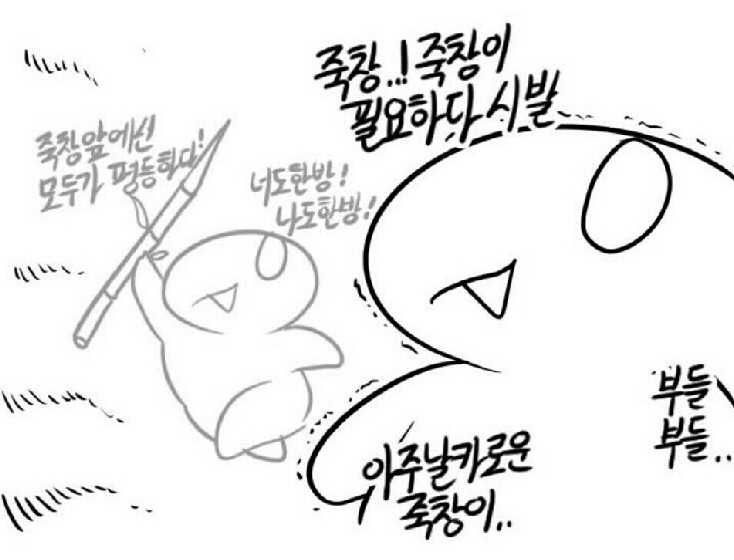 죽창...! 죽창이
필요하다 시발
죽창앞에선
모두가 평등하다!
너도한방!
나도한방!
부들
부들..
아주날카로운
죽창이..